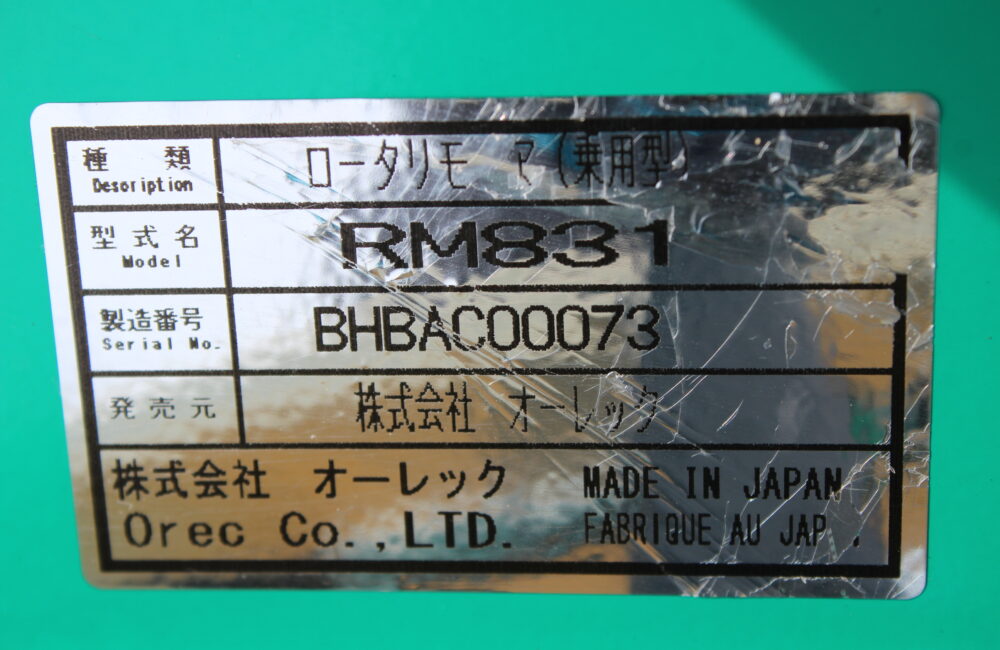 種 類 ロータリモ ア(乗用型)
Description
型式名 RM831
Model
製造番号 BHBAC00073
Serial No.
発売元 株式会社 オーレック
株式会社 オーレック MADE IN JAPAN
Orec Co.,LTD. FABRIQUE AU JAP .